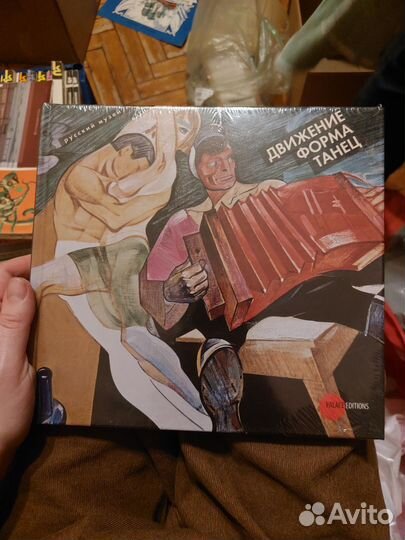 русский музей
ДВИЖЕНИЕ
ФОРМА
ТАНЕЦ
PALACE EDITIONS
Avito